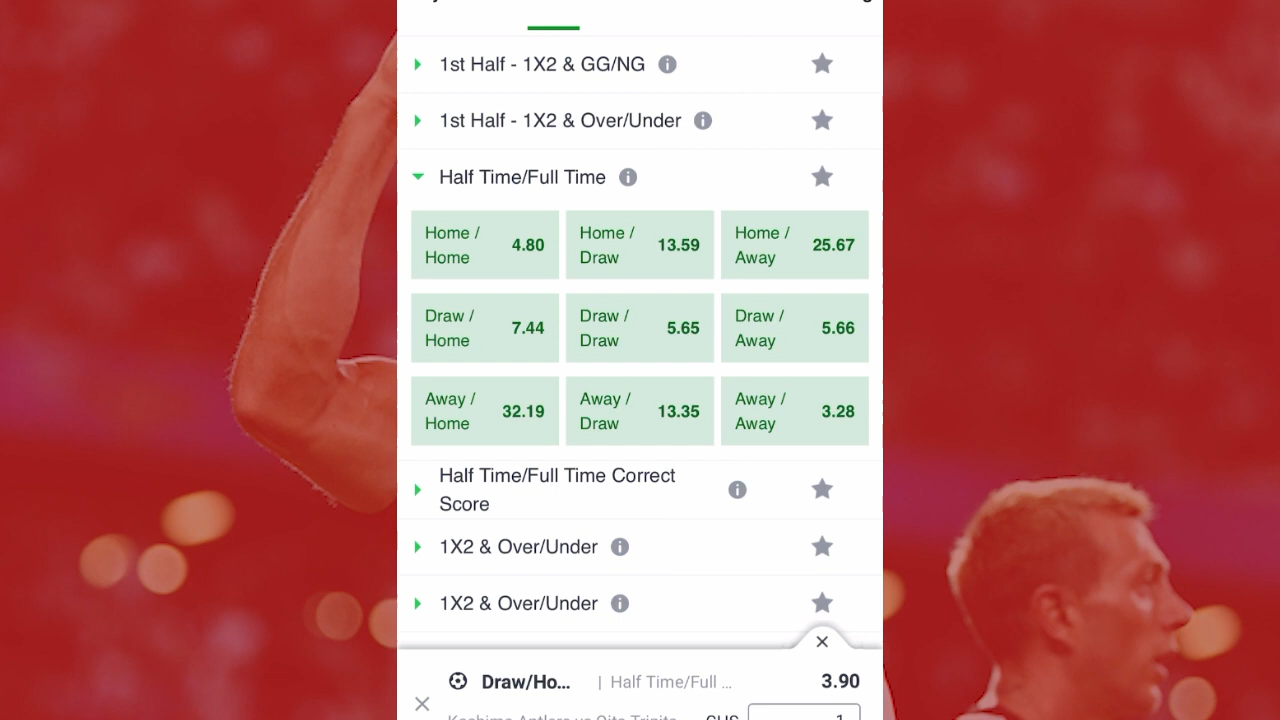 1st Half - 1X2 & GG/NG
1st Half - 1X2 & Over/Under
Half Time/Full Time
Home / Home 4.80
Home / Draw 13.59
Home / Away 25.67
Draw / Home 7.44
Draw / Draw 5.65
Draw / Away 5.66
Away / Home 32.19
Away / Draw 13.35
Away / Away 3.28
Half Time/Full Time Correct
Score
1X2 & Over/Under
1X2 & Over/Under
Draw/Ho... | Half Time/Full ... 3.90